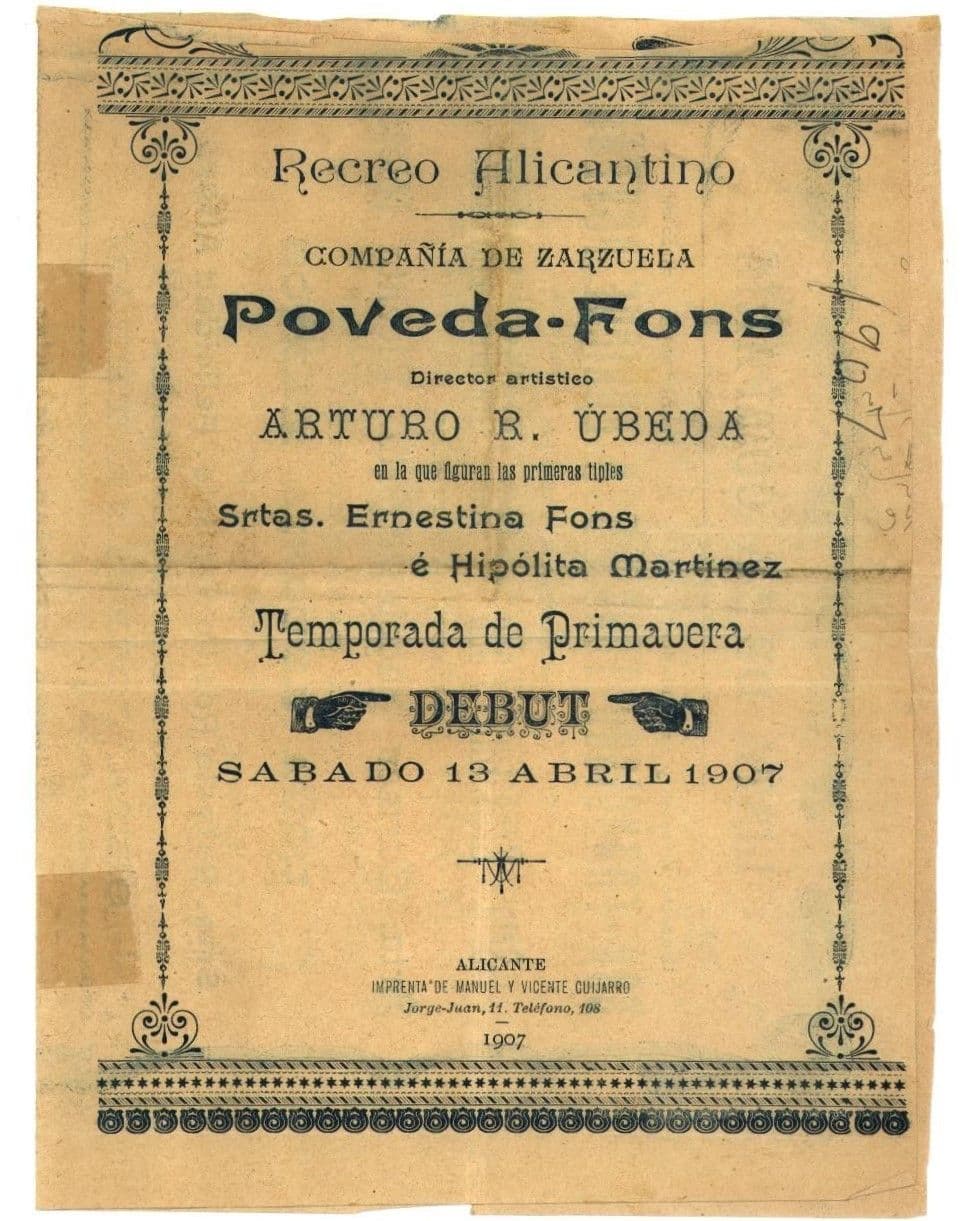 Recreo Alicantino
COMPAÑÍA DE ZARZUELA
Poveda-Fons
Director artistico
ARTURO R. ÚBEDA
en la que figuran las primeras tiples
Srtas. Ernestina Fons
é Hipólita Martinez
Temporada de Primavera
DEBUT
SABADO 13 ABRIL 1907
ALICANTE
IMPRENTA DE MANUEL Y VICENTE GUIJARRO
Jorge-Juan, 11. Teléfono, 108
1907
1907